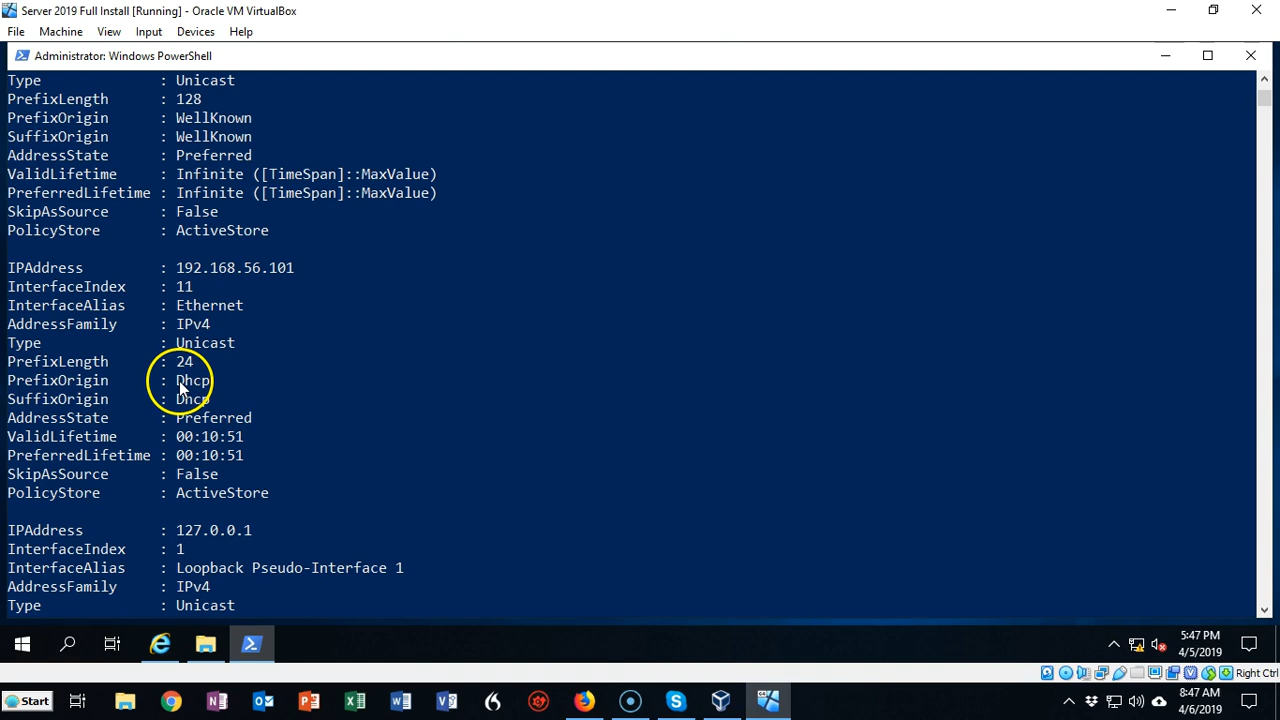 Server 2019 Full Install [Running] - Oracle VM VirtualBox
File Machine View Input Devices Help
Administrator: Windows PowerShell
Type : Unicast
PrefixLength : 128
PrefixOrigin : WellKnown
SuffixOrigin : WellKnown
AddressState : Preferred
ValidLifetime : Infinite ([TimeSpan]::MaxValue)
PreferredLifetime : Infinite ([TimeSpan]::MaxValue)
SkipAsSource : False
PolicyStore : ActiveStore
IPAddress : 192.168.56.101
InterfaceIndex : 11
InterfaceAlias : Ethernet
AddressFamily : IPv4
Type : Unicast
PrefixLength : 24
PrefixOrigin : Dhcp
SuffixOrigin : Dhcp
AddressState : Preferred
ValidLifetime : 00:10:51
PreferredLifetime : 00:10:51
SkipAsSource : False
PolicyStore : ActiveStore
IPAddress : 127.0.0.1
InterfaceIndex : 1
InterfaceAlias : Loopback Pseudo-Interface 1
AddressFamily : IPv4
Type : Unicast
5:47 PM
4/5/2019
Right Ctrl
Start
8:47 AM
4/6/2019